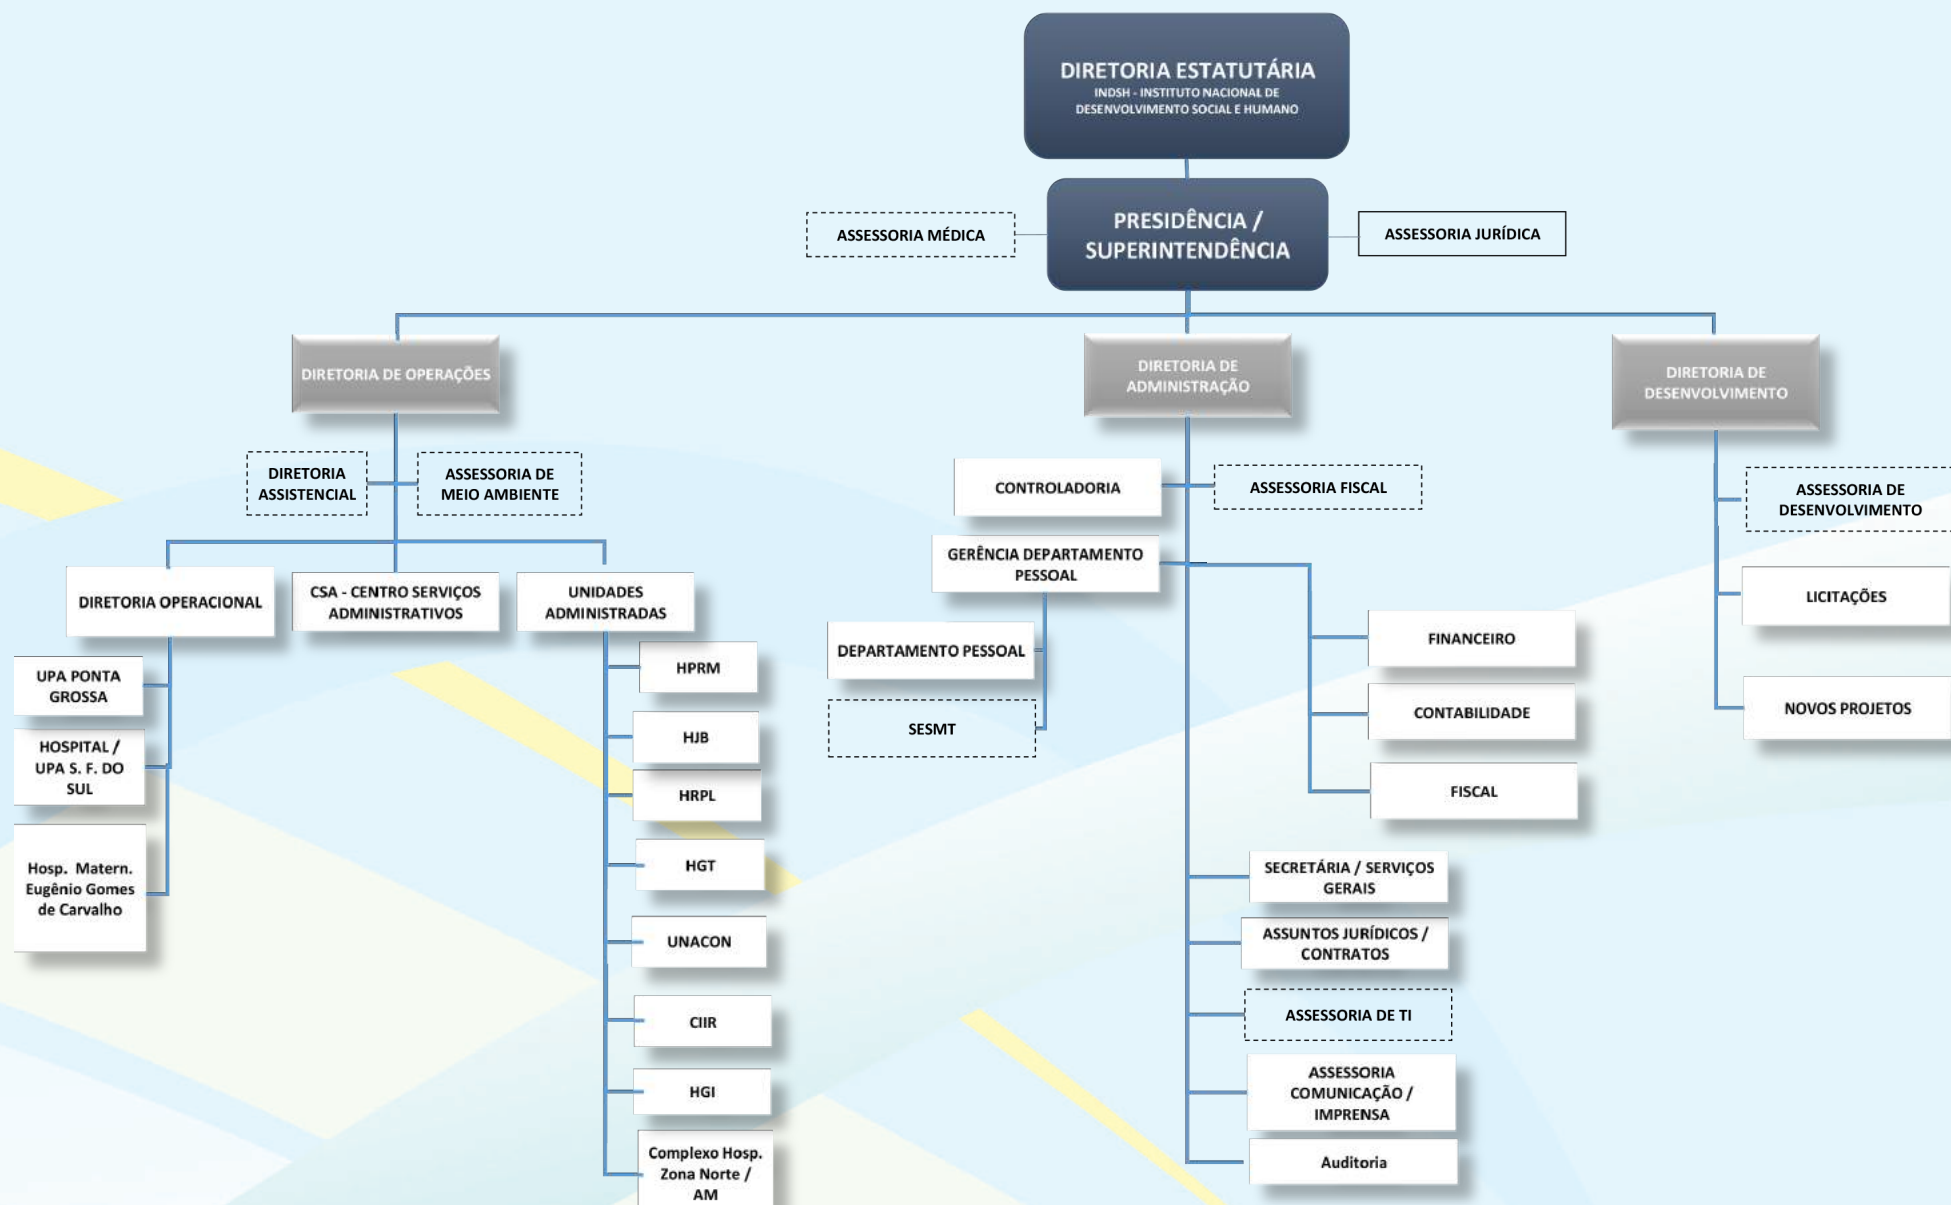 DIRETORIA ESTATUTÁRIA
INDSH - INSTITUTO NACIONAL DE
DESENVOLVIMENTO SOCIAL E HUMANO
ASSESSORIA MÉDICA
PRESIDÊNCIA /
SUPERINTENDÊNCIA
ASSESSORIA JURÍDICA
DIRETORIA DE OPERAÇÕES
DIRETORIA DE
ADMINISTRAÇÃO
DIRETORIA DE
DESENVOLVIMENTO
DIRETORIA
ASSISTENCIAL
ASSESSORIA DE
MEIO AMBIENTE
CONTROLADORIA
ASSESSORIA FISCAL
ASSESSORIA DE
DESENVOLVIMENTO
DIRETORIA OPERACIONAL
CSA - CENTRO SERVIÇOS
ADMINISTRATIVOS
UNIDADES
ADMINISTRADAS
GERÊNCIA DEPARTAMENTO
PESSOAL
LICITAÇÕES
UPA PONTA
GROSSA
HOSPITAL /
UPA S. F. DO
SUL
Hosp. Matern.
Eugênio Gomes
de Carvalho
HPRM
HJB
HRPL
HGT
UNACON
CIIR
HGI
Complexo Hosp.
Zona Norte /
AM
DEPARTAMENTO PESSOAL
SESMT
FINANCEIRO
CONTABILIDADE
FISCAL
NOVOS PROJETOS
SECRETÁRIA / SERVIÇOS
GERAIS
ASSUNTOS JURÍDICOS /
CONTRATOS
ASSESSORIA DE TI
ASSESSORIA
COMUNICAÇÃO /
IMPRENSA
Auditoria